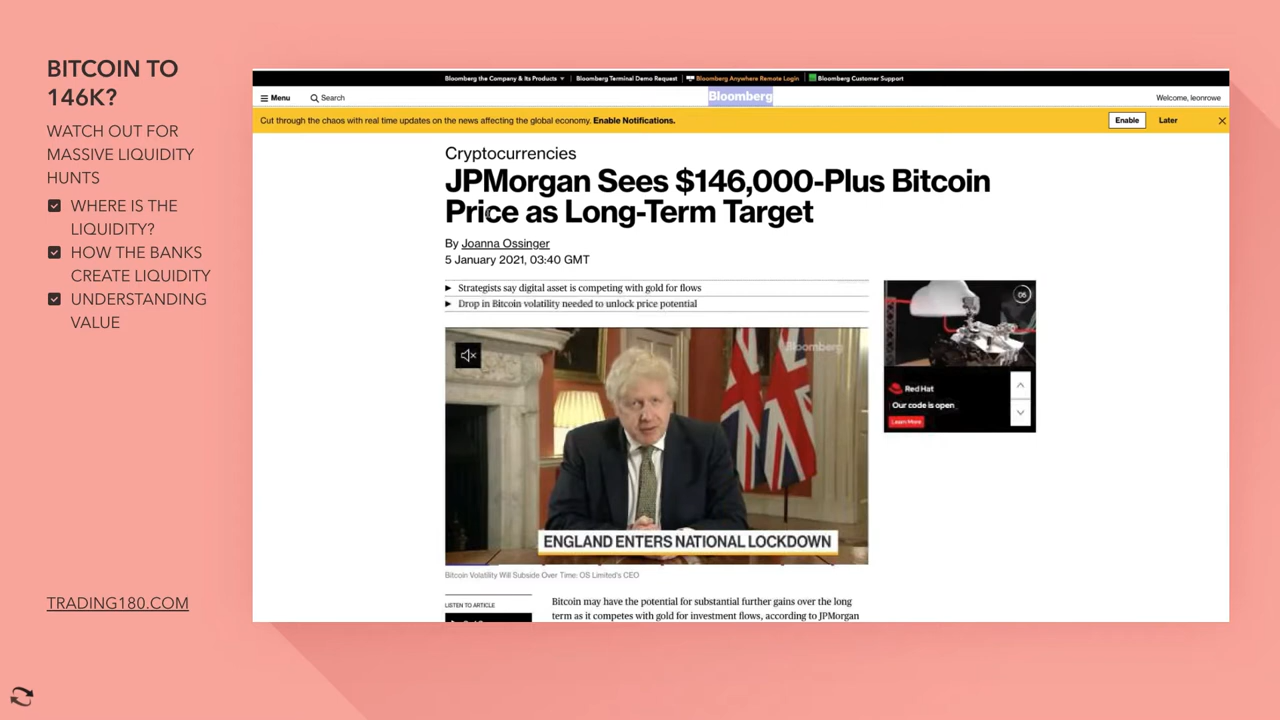 BITCOIN TO
146K?
WATCH OUT FOR
MASSIVE LIQUIDITY
HUNTS
WHERE IS THE
LIQUIDITY?
HOW THE BANKS
CREATE LIQUIDITY
UNDERSTANDING
VALUE
TRADING180.COM
Bloomberg the Company & Its Products
Bloomberg Terminal Demo Request
Bloomberg Anywhere Remote Login
Bloomberg Customer Support
Menu
Search
Bloomberg
Welcome, leonrowe
Cut through the chaos with real time updates on the news affecting the global economy. Enable Notifications.
Enable
Later
Cryptocurrencies
JPMorgan Sees $146,000-Plus Bitcoin
Price as Long-Term Target
By Joanna Ossinger
5 January 2021, 03:40 GMT
Strategists say digital asset is competing with gold for flows
Drop in Bitcoin volatility needed to unlock price potential
Bloomberg
ENGLAND ENTERS NATIONAL LOCKDOWN
Bitcoin Volatility Will Subside Over Time: OS Limited's CEO
06
Red Hat
Our code is open_
Learn More
LISTEN TO ARTICLE
Bitcoin may have the potential for substantial further gains over the long
term as it competes with gold for investment flows, according to JPMorgan